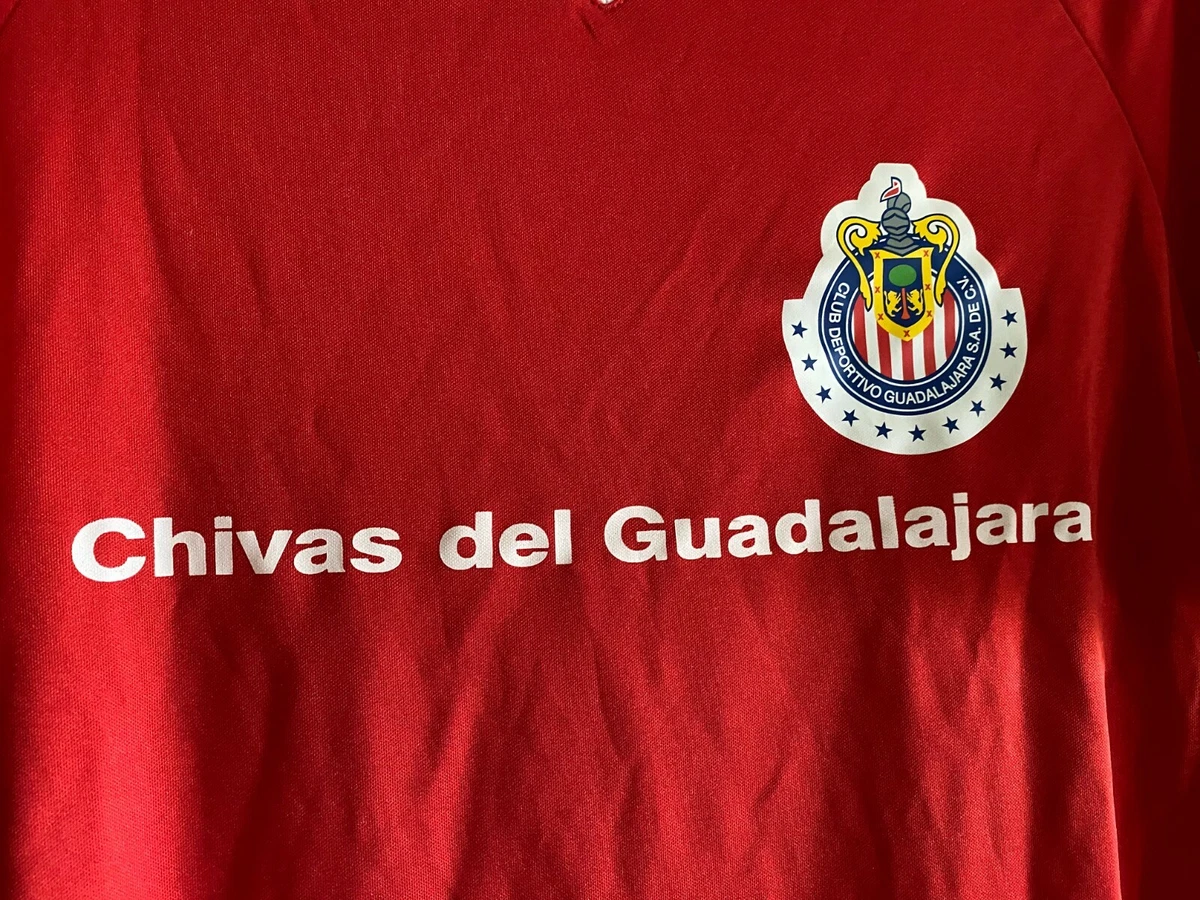 CLUB DEPORTIVO GUADALAJARA S.A. DE C.V.
Chivas del Guadalajara